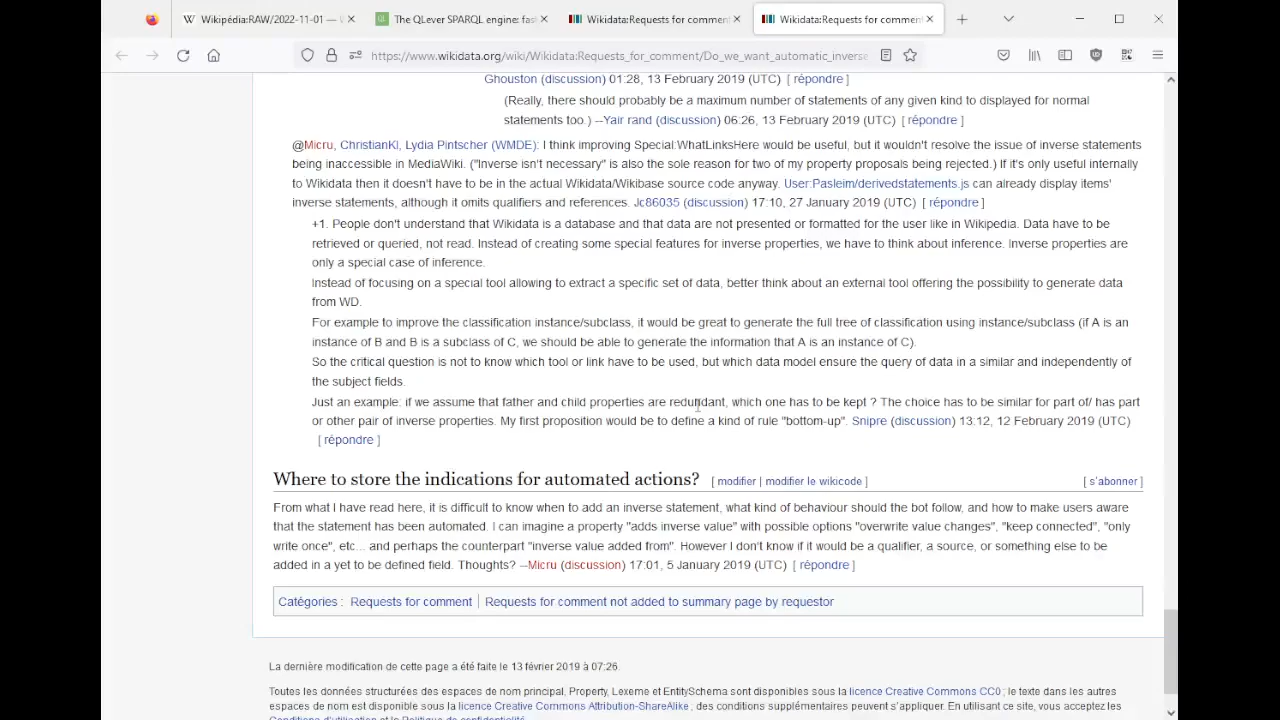 Wikipédia:RAW/2022-11-01 —
The QLever SPARQL engine: fas
Wikidata:Requests for comment
Wikidata:Requests for comment
https://www.wikidata.org/wiki/Wikidata:Requests_for_comment/Do_we_want_automatic_inverse
Ghouston (discussion) 01:28, 13 February 2019 (UTC) [ répondre ]
(Really, there should probably be a maximum number of statements of any given kind to displayed for normal
statements too.) --Yair rand (discussion) 06:26, 13 February 2019 (UTC) [ répondre ]
@Micru, ChristianKl, Lydia Pintscher (WMDE): I think improving Special:WhatLinksHere would be useful, but it wouldn't resolve the issue of inverse statements
being inaccessible in MediaWiki. ("Inverse isn't necessary" is also the sole reason for two of my property proposals being rejected.) If it's only useful internally
to Wikidata then it doesn't have to be in the actual Wikidata/Wikibase source code anyway. User:Pasleim/derivedstatements.js can already display items'
inverse statements, although it omits qualifiers and references. Jc86035 (discussion) 17:10, 27 January 2019 (UTC) [ répondre ]
+1. People don't understand that Wikidata is a database and that data are not presented or formatted for the user like in Wikipedia. Data have to be
retrieved or queried, not read. Instead of creating some special features for inverse properties, we have to think about inference. Inverse properties are
only a special case of inference.
Instead of focusing on a special tool allowing to extract a specific set of data, better think about an external tool offering the possibility to generate data
from WD.
For example to improve the classification instance/subclass, it would be great to generate the full tree of classification using instance/subclass (if A is an
instance of B and B is a subclass of C, we should be able to generate the information that A is an instance of C).
So the critical question is not to know which tool or link have to be used, but which data model ensure the query of data in a similar and independently of
the subject fields.
Just an example: if we assume that father and child properties are redundant, which one has to be kept ? The choice has to be similar for part of/ has part
or other pair of inverse properties. My first proposition would be to define a kind of rule "bottom-up". Snipre (discussion) 13:12, 12 February 2019 (UTC)
[ répondre ]
Where to store the indications for automated actions? [ modifier | modifier le wikicode ] [ s'abonner ]
From what I have read here, it is difficult to know when to add an inverse statement, what kind of behaviour should the bot follow, and how to make users aware
that the statement has been automated. I can imagine a property "adds inverse value" with possible options "overwrite value changes", "keep connected", "only
write once", etc... and perhaps the counterpart "inverse value added from". However I don't know if it would be a qualifier, a source, or something else to be
added in a yet to be defined field. Thoughts? --Micru (discussion) 17:01, 5 January 2019 (UTC) [ répondre ]
Catégories : Requests for comment | Requests for comment not added to summary page by requestor
La dernière modification de cette page a été faite le 13 février 2019 à 07:26.
Toutes les données structurées des espaces de nom principal, Property, Lexeme et EntitySchema sont disponibles sous la licence Creative Commons CC0 ; le texte dans les autres
espaces de nom est disponible sous la licence Creative Commons Attribution-ShareAlike ; des conditions supplémentaires peuvent s'appliquer. En utilisant ce site, vous acceptez les
Conditions d'utilisation et la Politique de confidentialité.